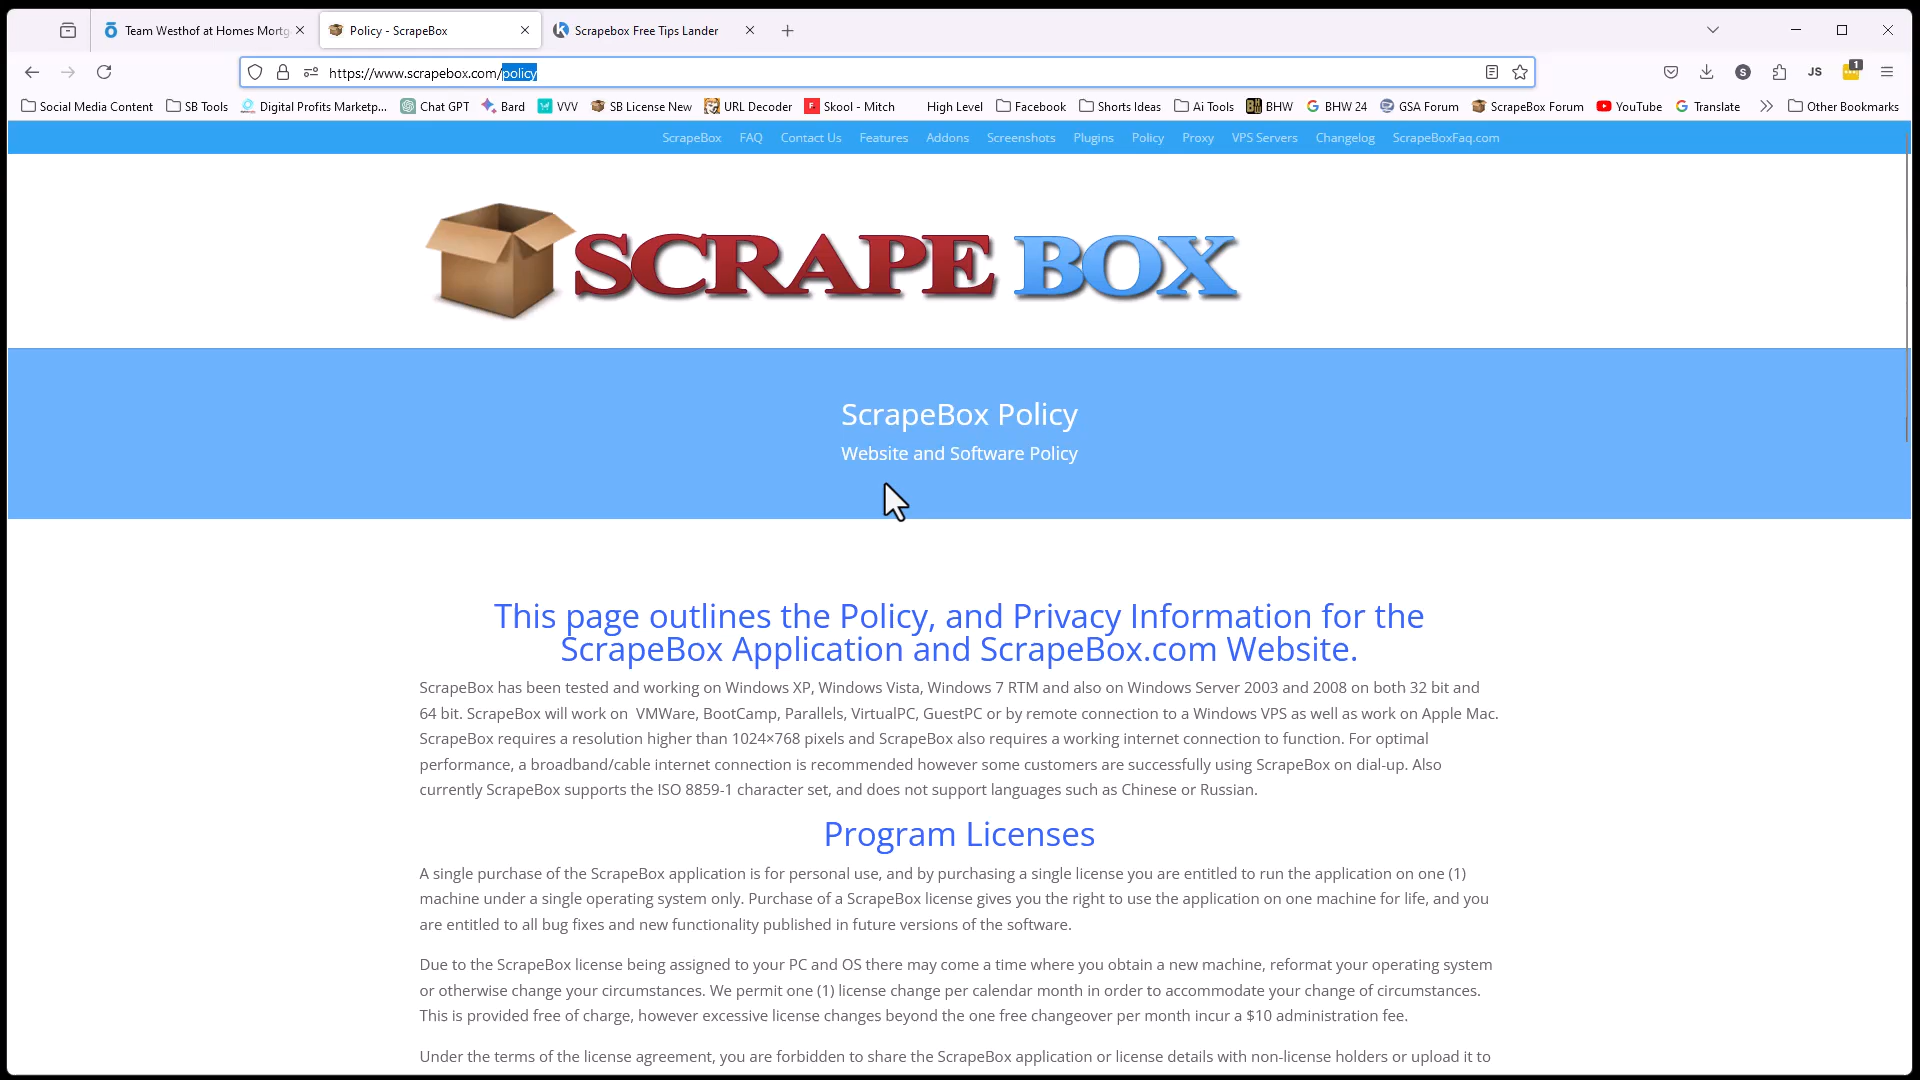 Team Westhof at Homes Mortg
Policy - ScrapeBox
Scrapebox Free Tips Lander
https://www.scrapebox.com/policy
S
JS
1
Social Media Content
SB Tools
Digital Profits Marketp...
Chat GPT
Bard
VVV
SB License New
URL Decoder
Skool - Mitch
High Level
Facebook
Shorts Ideas
Ai Tools
BHW
BHW 24
GSA Forum
ScrapeBox Forum
YouTube
Translate
Other Bookmarks
ScrapeBox FAQ Contact Us Features Addons Screenshots Plugins Policy Proxy VPS Servers Changelog ScrapeBoxFaq.com
SCRAPE BOX
ScrapeBox Policy
Website and Software Policy
This page outlines the Policy, and Privacy Information for the
ScrapeBox Application and ScrapeBox.com Website.
ScrapeBox has been tested and working on Windows XP, Windows Vista, Windows 7 RTM and also on Windows Server 2003 and 2008 on both 32 bit and
64 bit. ScrapeBox will work on  VMWare, BootCamp, Parallels, VirtualPC, GuestPC or by remote connection to a Windows VPS as well as work on Apple Mac.
ScrapeBox requires a resolution higher than 1024×768 pixels and ScrapeBox also requires a working internet connection to function. For optimal
performance, a broadband/cable internet connection is recommended however some customers are successfully using ScrapeBox on dial-up. Also
currently ScrapeBox supports the ISO 8859-1 character set, and does not support languages such as Chinese or Russian.
Program Licenses
A single purchase of the ScrapeBox application is for personal use, and by purchasing a single license you are entitled to run the application on one (1)
machine under a single operating system only. Purchase of a ScrapeBox license gives you the right to use the application on one machine for life, and you
are entitled to all bug fixes and new functionality published in future versions of the software.
Due to the ScrapeBox license being assigned to your PC and OS there may come a time where you obtain a new machine, reformat your operating system
or otherwise change your circumstances. We permit one (1) license change per calendar month in order to accommodate your change of circumstances.
This is provided free of charge, however excessive license changes beyond the one free changeover per month incur a $10 administration fee.
Under the terms of the license agreement, you are forbidden to share the ScrapeBox application or license details with non-license holders or upload it to